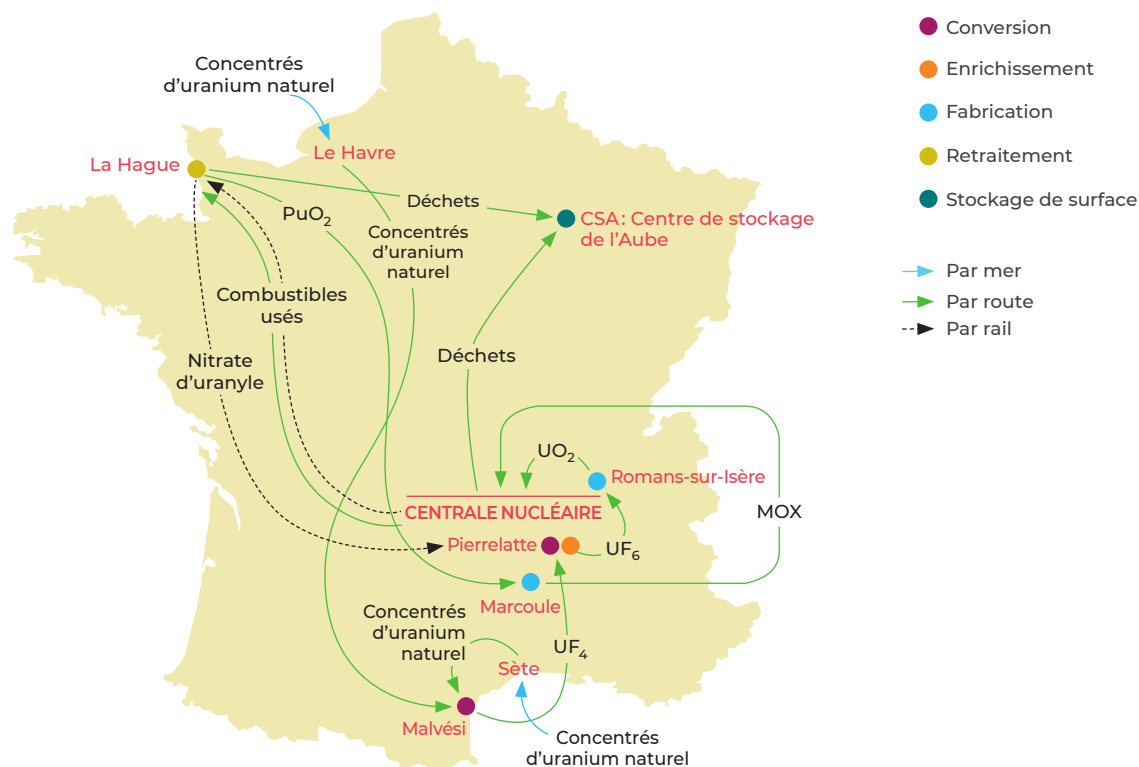 Concentrés
d'uranium naturel
Le Havre
La Hague
PuO₂
Déchets
Concentrés
d'uranium
naturel
CSA : Centre de stockage
de l'Aube
Combustibles
usés
Nitrate
d'uranyle
Déchets
UO₂
Romans-sur-Isère
CENTRALE NUCLÉAIRE
MOX
Pierrelatte
UF₆
Marcoule
Concentrés
d'uranium
naturel
UF₄
Sète
Malvési
Concentrés
d'uranium naturel
Conversion
Enrichissement
Fabrication
Retraitement
Stockage de surface
Par mer
Par route
Par rail